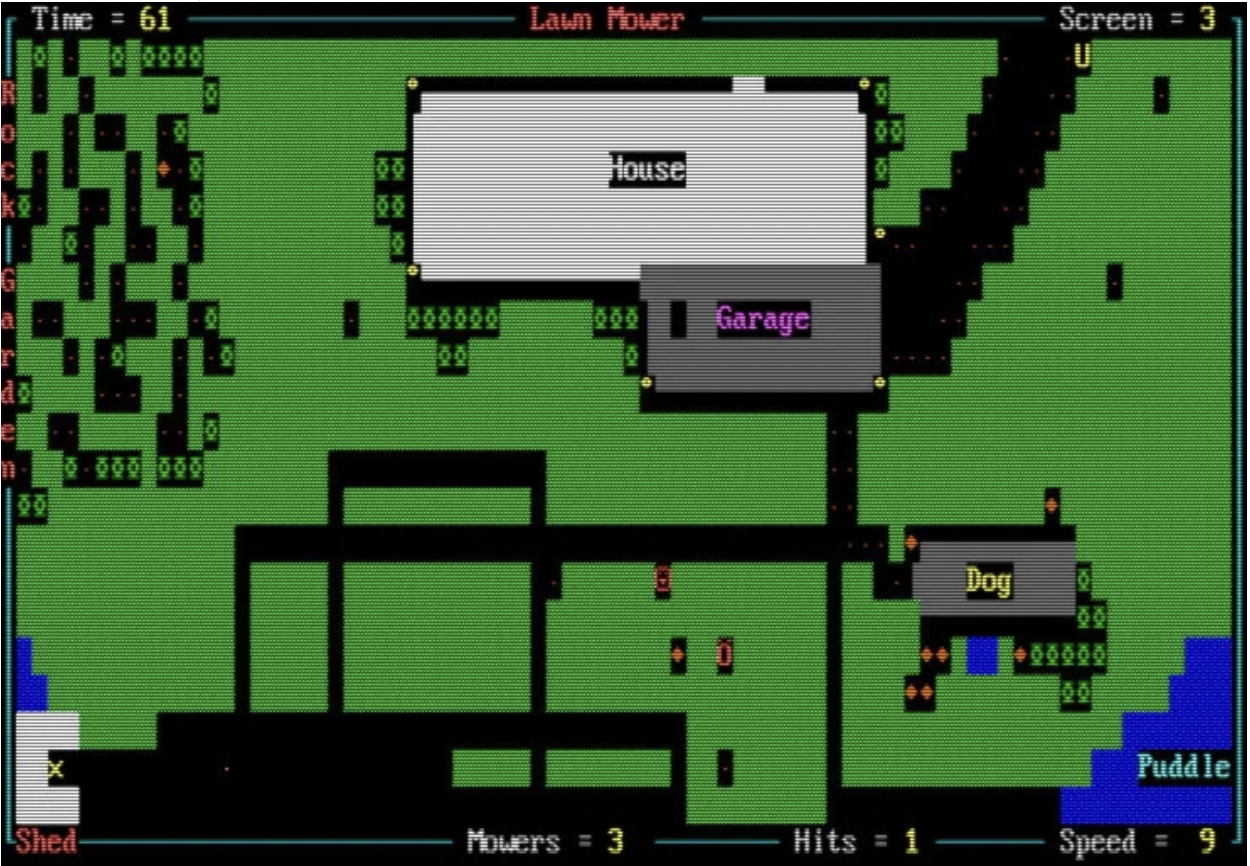 Time = 61
Lawn Mower
Screen = 3
U
House
Rock Garden
Garage
Dog
x
Puddle
Shed
Mowers = 3
Hits = 1
Speed = 9